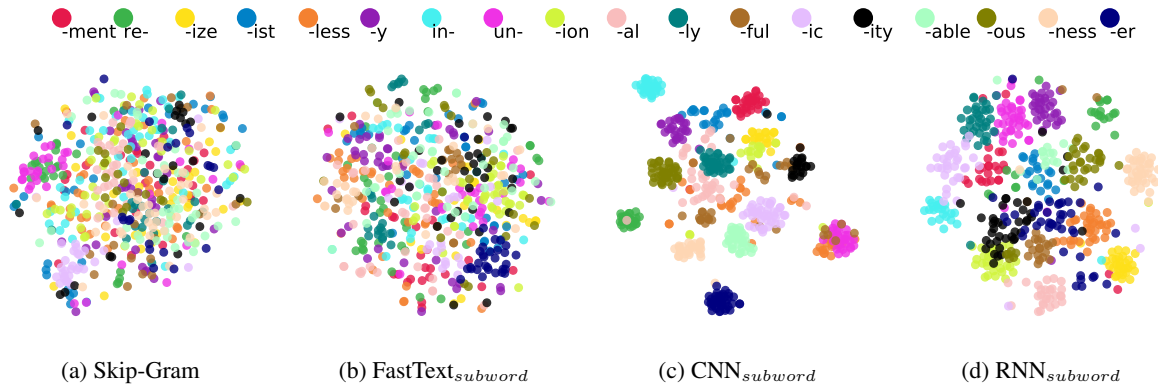 -ment re- -ize -ist -less -y in- un- -ion -al -ly -ful -ic -ity -able -ous -ness -er
(a) Skip-Gram (b) FastText_subword (c) CNN_subword (d) RNN_subword